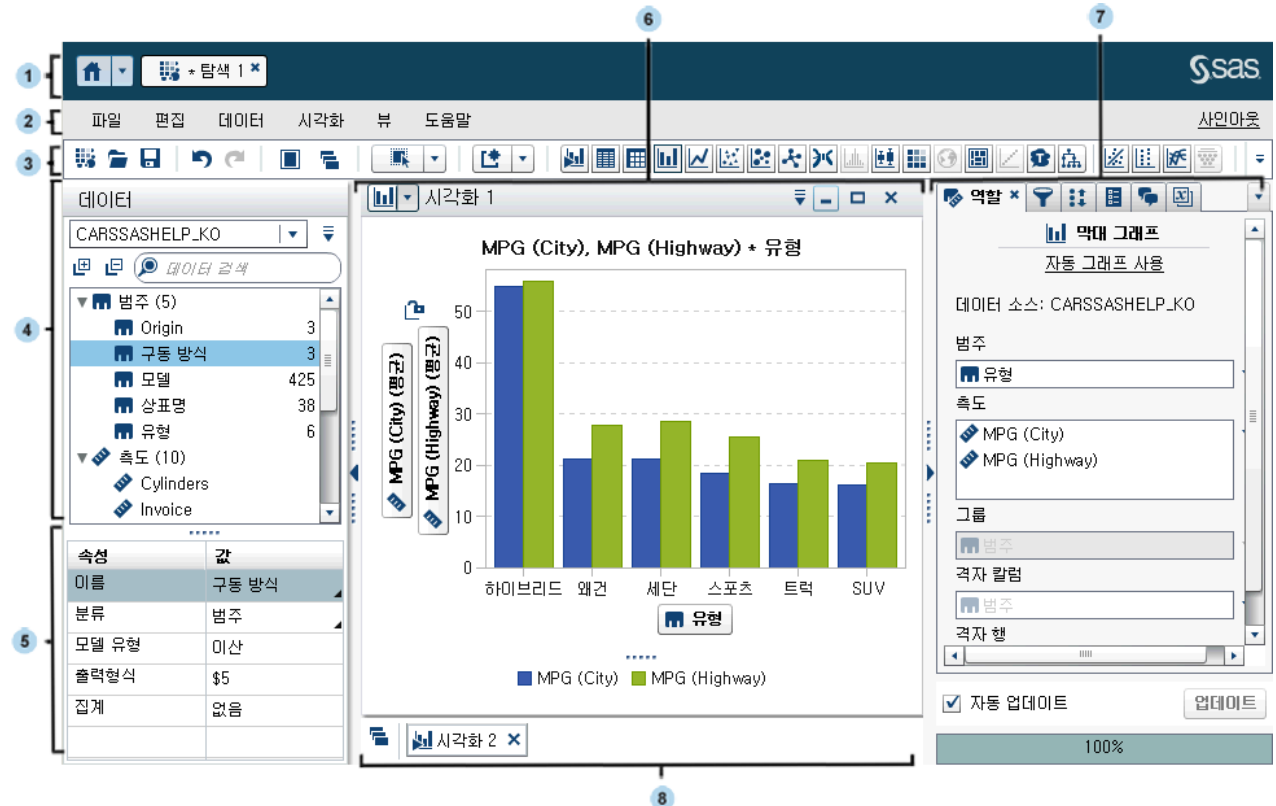 6
7
1
* 탐색 1
sas
2
파일 편집 데이터 시각화 뷰 도움말 사인아웃
3
데이터
CARSSASHELP_KO
데이터 검색
4
범주 (5)
Origin 3
구동 방식 3
모델 425
상표명 38
유형 6
측도 (10)
Cylinders
Invoice
5
속성 값
이름 구동 방식
분류 범주
모델 유형 이산
출력형식 $5
집계 없음
시각화 1
MPG (City), MPG (Highway) * 유형
MPG (City) (평균)
MPG (Highway) (평균)
50
40
30
20
10
0
하이브리드 왜건 세단 스포츠 트럭 SUV
유형
MPG (City) MPG (Highway)
시각화 2
8
역할
막대 그래프
자동 그래프 사용
데이터 소스: CARSSASHELP_KO
범주
유형
측도
MPG (City)
MPG (Highway)
그룹
범주
격자 칼럼
범주
격자 행
자동 업데이트 업데이트
100%